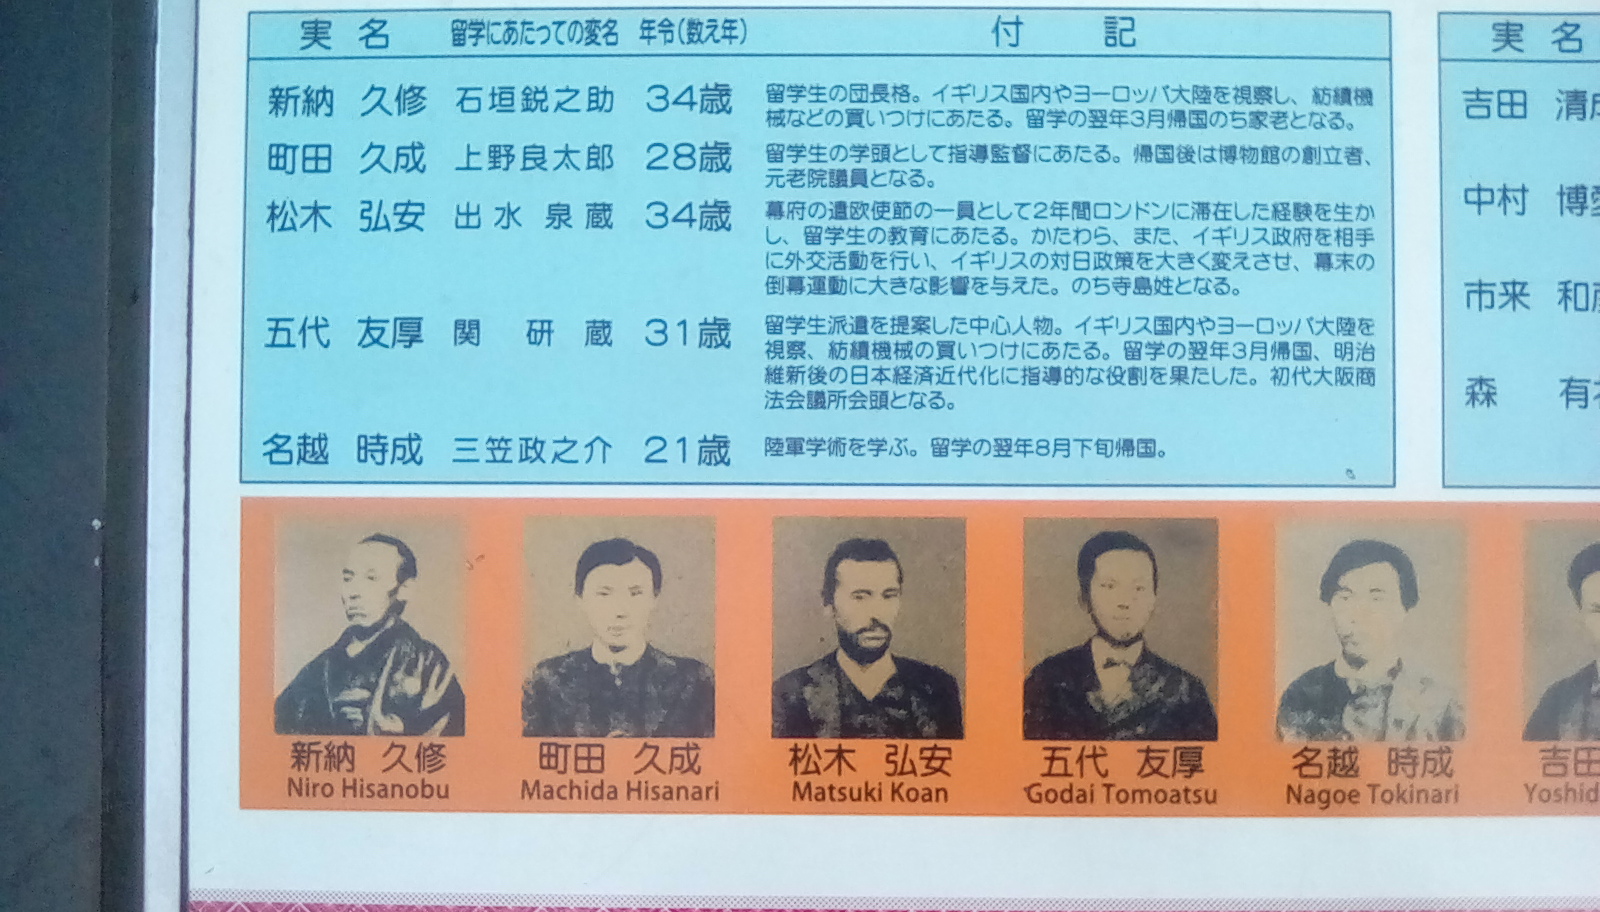 実名 留学にあたっての変名 年令(数え年) 付記
新納 久修 石垣鋭之助 34歳 留学生の団長格。イギリス国内やヨーロッパ大陸を視察し、紡績機
械などの買いつけにあたる。留学の翌年3月帰国のち家老となる。
町田 久成 上野良太郎 28歳 留学生の学頭として指導監督にあたる。帰国後は博物館の創立者、
元老院議員となる。
松木 弘安 出水泉蔵 34歳 幕府の遣欧使節の一員として2年間ロンドンに滞在した経験を生か
し、留学生の教育にあたる。かたわら、また、イギリス政府を相手
に外交活動を行い、イギリスの対日政策を大きく変えさせ、幕末の
倒幕運動に大きな影響を与えた。のち寺島姓となる。
五代 友厚 関研蔵 31歳 留学生派遣を提案した中心人物。イギリス国内やヨーロッパ大陸を
視察、紡績機械の買いつけにあたる。留学の翌年3月帰国、明治
維新後の日本経済近代化に指導的な役割を果たした。初代大阪商
法会議所会頭となる。
名越 時成 三笠政之介 21歳 陸軍学術を学ぶ。留学の翌年8月下旬帰国。
実名
吉田 清
中村 博
市来 和
森 有
新納 久修
Niro Hisanobu
町田 久成
Machida Hisanari
松木 弘安
Matsuki Koan
五代 友厚
Godai Tomoatsu
名越 時成
Nagoe Tokinari
吉田
Yoshid